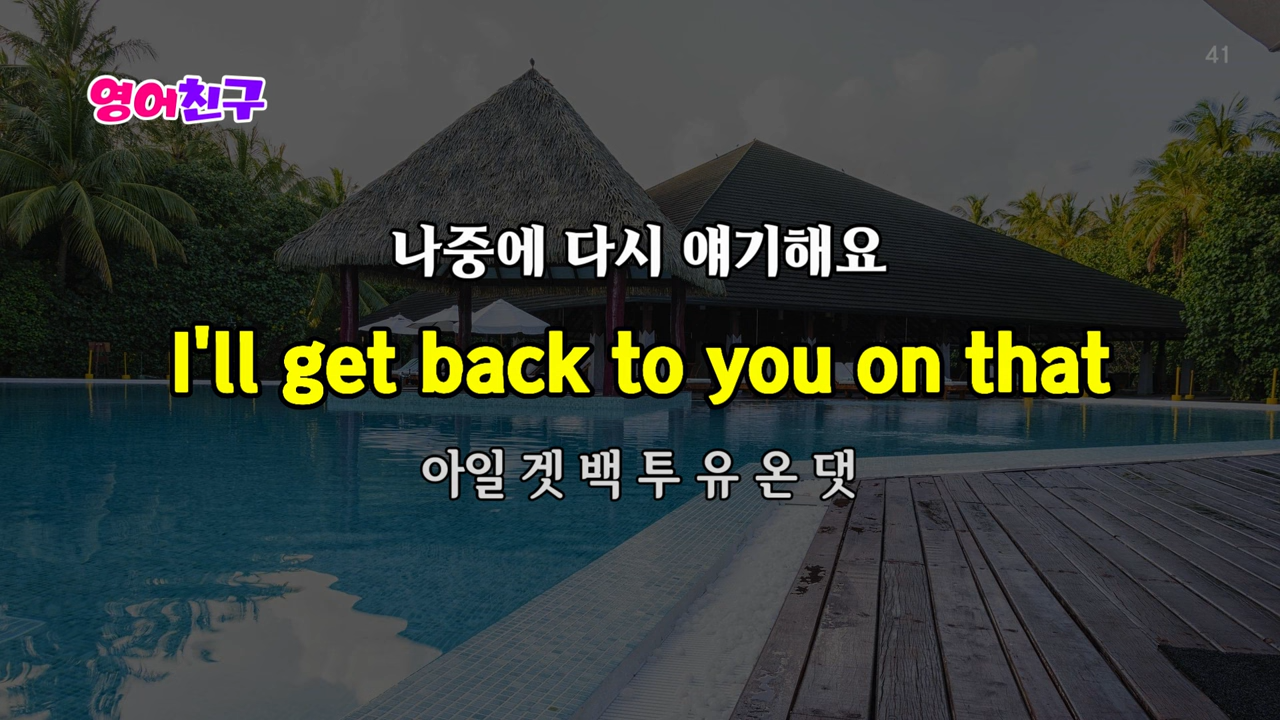 41
영어친구
나중에 다시 얘기해요
I'll get back to you on that
아일 겟 백 투 유 온 댓